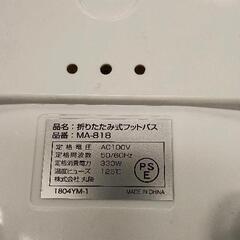 品名：折りたたみ式フットバス
品番：MA-818
定格電圧 AC100V
定格周波数 50/60Hz
定格消費電力 330W
温度ヒューズ 125℃
株式会社 丸隆
PSE
1804YM-1 MADE IN CHINA